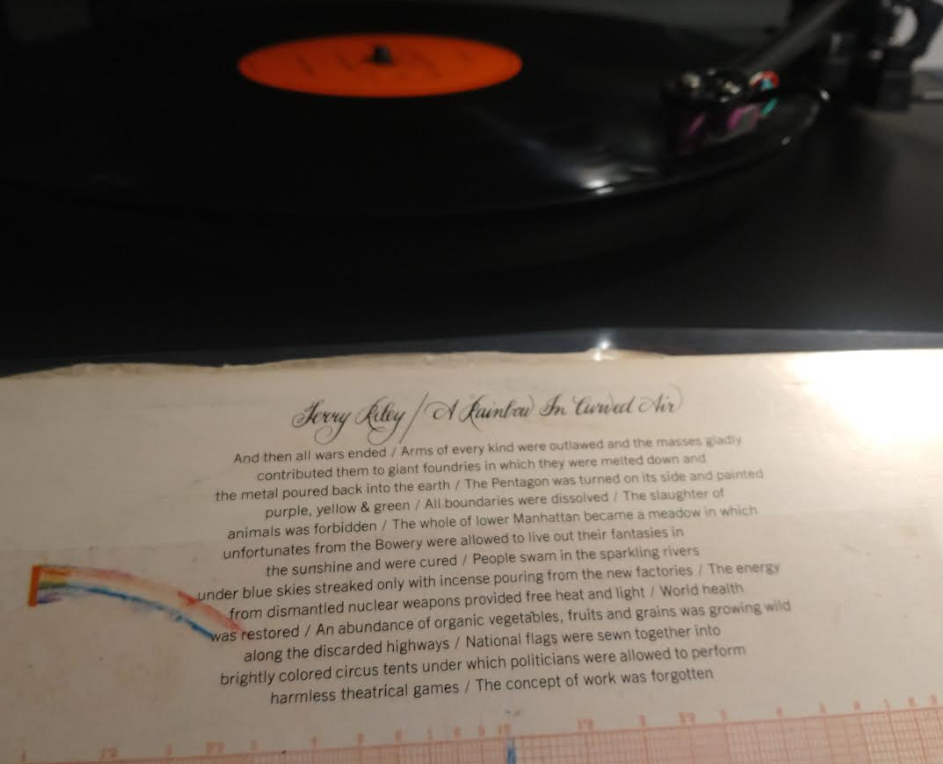 Terry Riley / A Rainbow In Curved Air
And then all wars ended / Arms of every kind were outlawed and the masses gladly
contributed them to giant foundries in which they were melted down and
the metal poured back into the earth / The Pentagon was turned on its side and painted
purple, yellow & green / All boundaries were dissolved / The slaughter of
animals was forbidden / The whole of lower Manhattan became a meadow in which
unfortunates from the Bowery were allowed to live out their fantasies in
the sunshine and were cured / People swam in the sparkling rivers
under blue skies streaked only with incense pouring from the new factories / The energy
from dismantled nuclear weapons provided free heat and light / World health
was restored / An abundance of organic vegetables, fruits and grains was growing wild
along the discarded highways / National flags were sewn together into
brightly colored circus tents under which politicians were allowed to perform
harmless theatrical games / The concept of work was forgotten